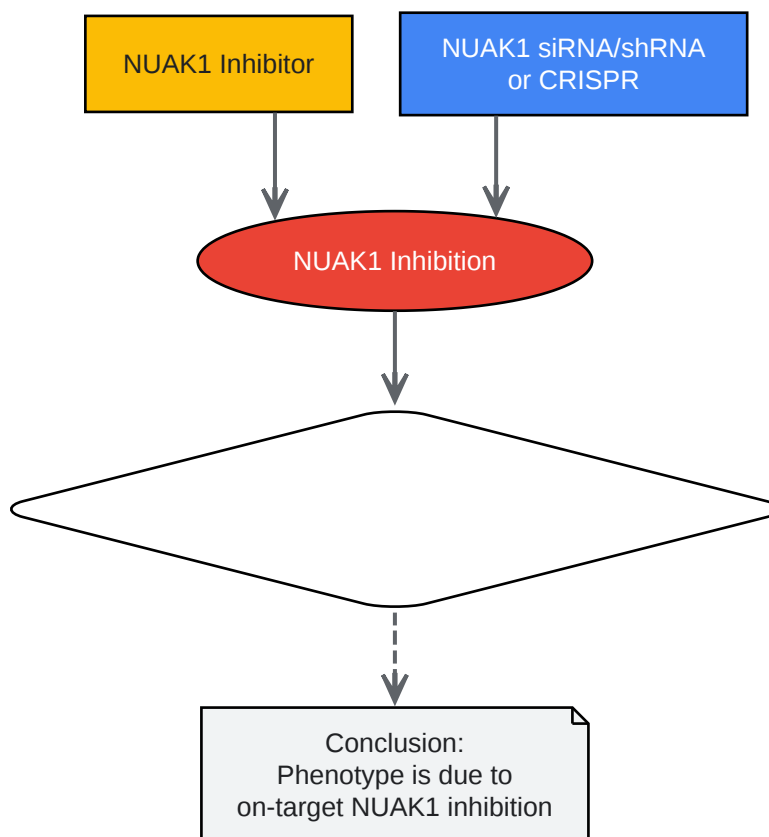 NUAK1 Inhibitor
NUAK1 siRNA/shRNA
or CRISPR
NUAK1 Inhibition
Conclusion:
Phenotype is due to
on-target NUAK1 inhibition